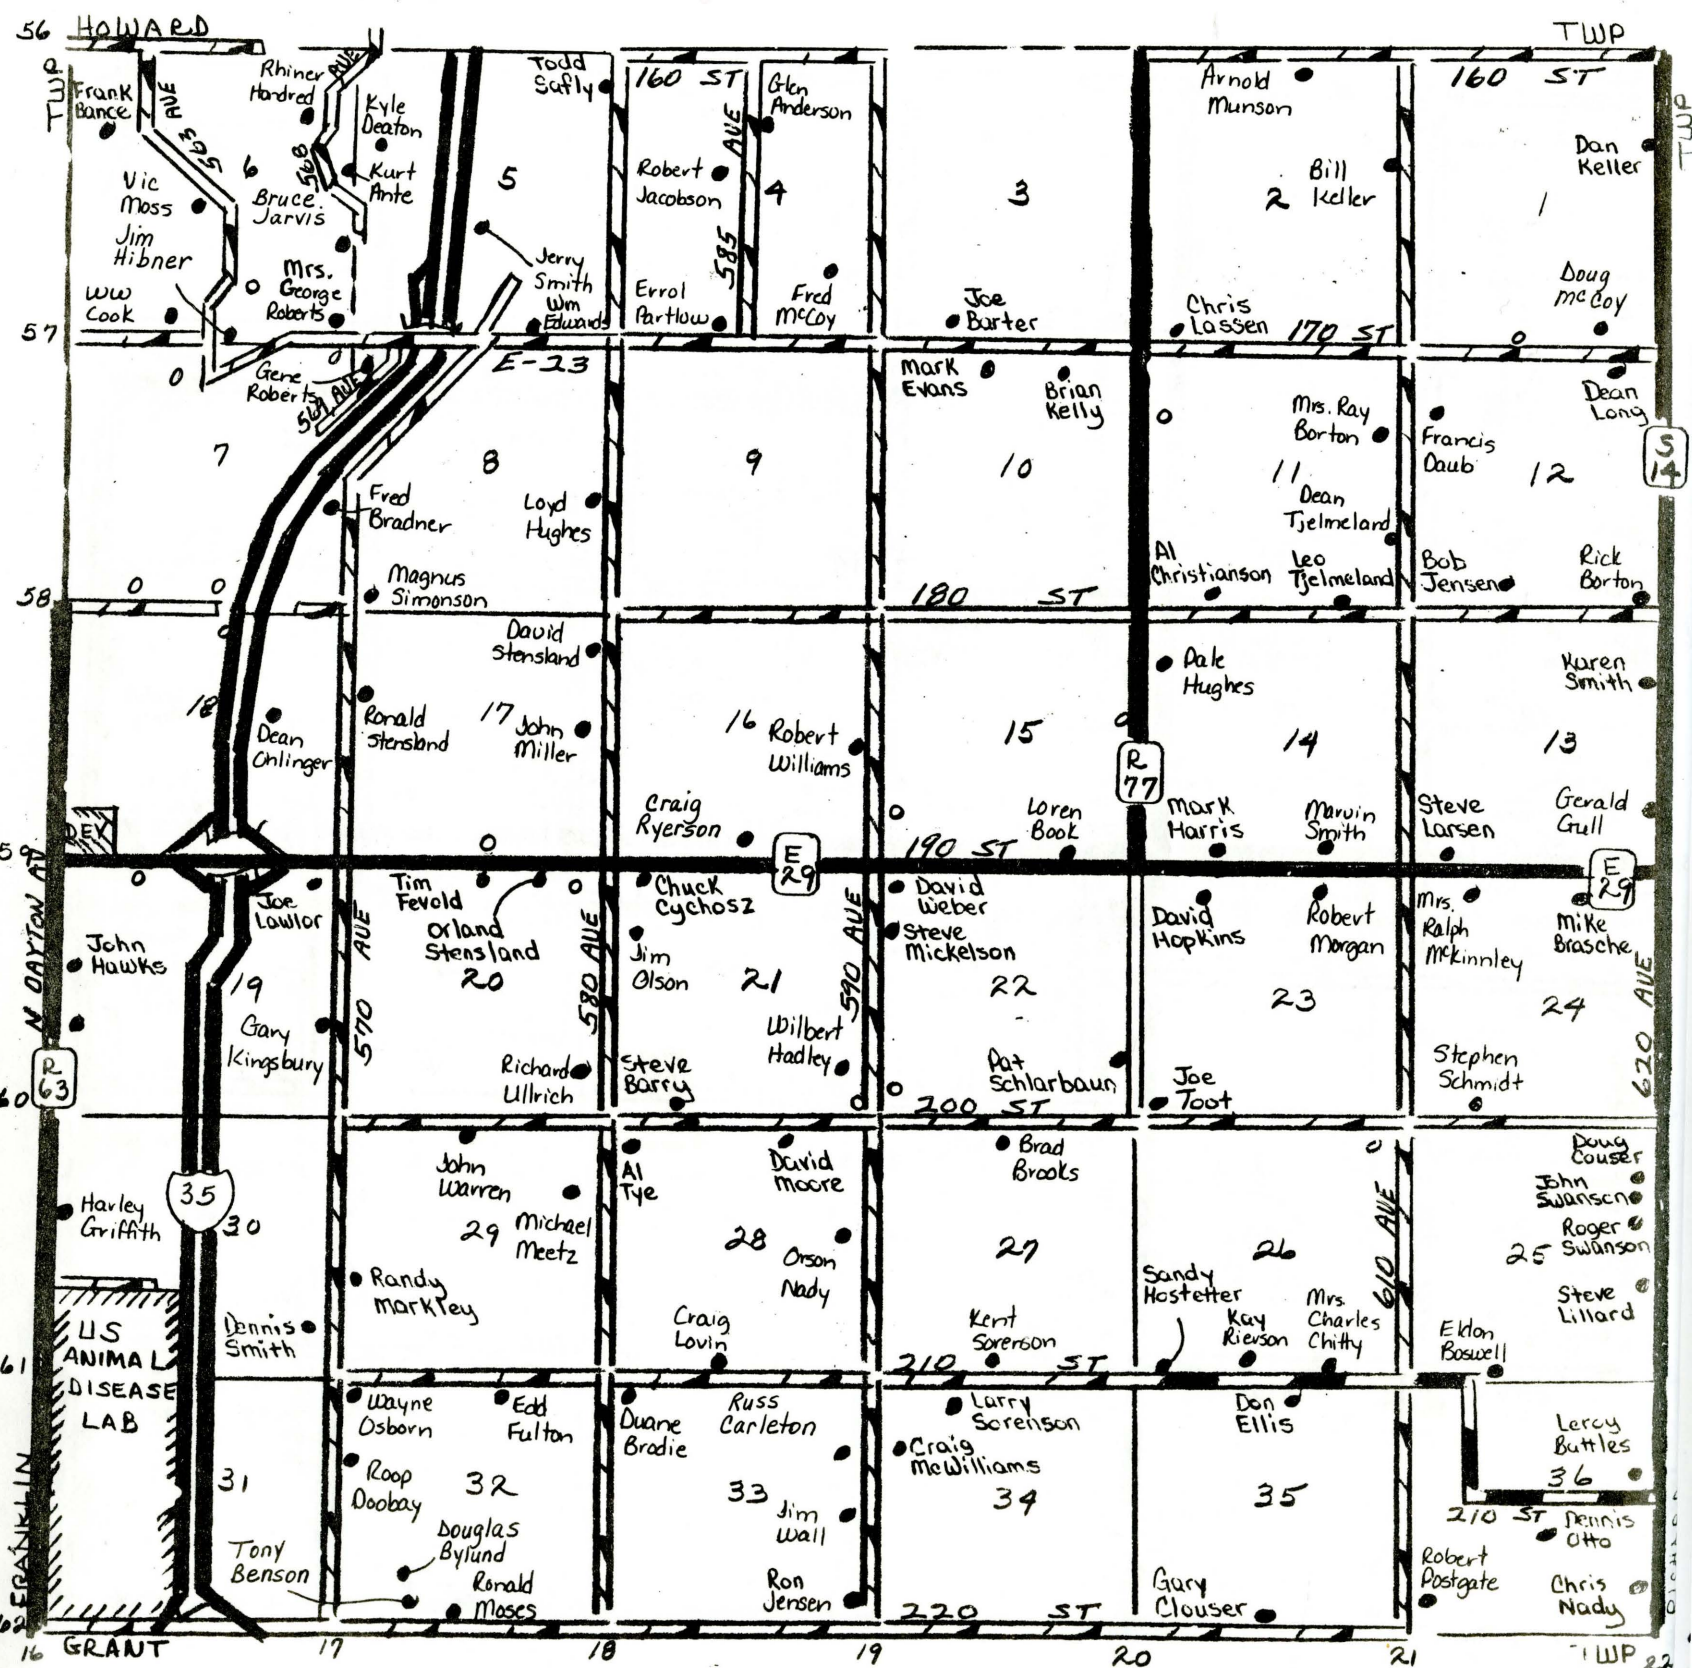 56 HOWARD
TWP
TWP
TWP
Frank
Bance
AVE
563
Rhiner
Handred
AVE
568
Kyle
Deaton
Kurt
Ante
6
Vic
Moss
Bruce
Jarvis
Jim
Hibner
WW
Cook
Mrs.
George
Roberts
Todd
Safly
5
Jerry
Smith
Wm
Edwards
160 ST
585 AVE
Glen
Anderson
Robert
Jacobson
4
Errol
Partlow
Fred
McCoy
3
Joe
Burter
Arnold
Munson
Bill
Keller
2
Chris
Lassen
170 ST
160 ST
Dan
Keller
1
Doug
McCoy
57
E-23
Gene
Roberts
569 AVE
7
8
Fred
Bradner
Loyd
Hughes
Magnus
Simonson
9
Mark
Evans
Brian
Kelly
10
180 ST
Mrs. Ray
Borton
11
Dean
Tjelmeland
Al
Christianson
Leo
Tjelmeland
Dean
Long
Francis
Daub
12
S
14
Bob
Jensen
Rick
Borton
58
18
Dean
Ohlinger
David
Stensland
Ronald
Stensland
17
John
Miller
16
Robert
Williams
Craig
Ryerson
15
Loren
Book
190 ST
R
77
Dale
Hughes
14
Mark
Harris
Marvin
Smith
Karen
Smith
13
Steve
Larsen
Gerald
Gull
59
DEV
E
29
E
29
N DAYTON AV
John
Hawks
Joe
Lawlor
19
Gary
Kingsbury
570 AVE
Tim
Fevold
Orland
Stensland
20
Richard
Ullrich
580 AVE
Chuck
Cychosz
Jim
Olson
21
Wilbert
Hadley
Steve
Barry
590 AVE
David
Weber
Steve
Mickelson
22
Pat
Schlarbaun
200 ST
David
Hopkins
Robert
Morgan
23
Joe
Toot
Mrs.
Ralph
McKinnley
Mike
Brasche
24
Stephen
Schmidt
620 AVE
R
63
60
35
Harley
Griffith
30
Dennis
Smith
John
Warren
29
Michael
Meetz
Randy
Markley
Al
Tye
David
Moore
28
Orson
Nady
Craig
Lovin
Brad
Brooks
27
Kent
Sorenson
210 ST
26
Sandy
Hostetter
Kay
Rierson
Mrs.
Charles
Chitty
610 AVE
Doug
Couser
John
Swanson
Roger
Swanson
25
Steve
Lillard
Eldon
Boswell
61
US
ANIMAL
DISEASE
LAB
31
Tony
Benson
Wayne
Osborn
Edd
Fulton
Roop
Doobay
32
Douglas
Bylund
Ronald
Moses
Duane
Brodie
Russ
Carleton
33
Jim
Wall
Ron
Jensen
Larry
Sorenson
Craig
McWilliams
34
220 ST
Don
Ellis
35
Gary
Clouser
Leroy
Buttles
36
210 ST
Dennis
Otto
Robert
Postgate
Chris
Nady
FRANKLIN
62
16 GRANT 17 18 19 20 21 TWP 22